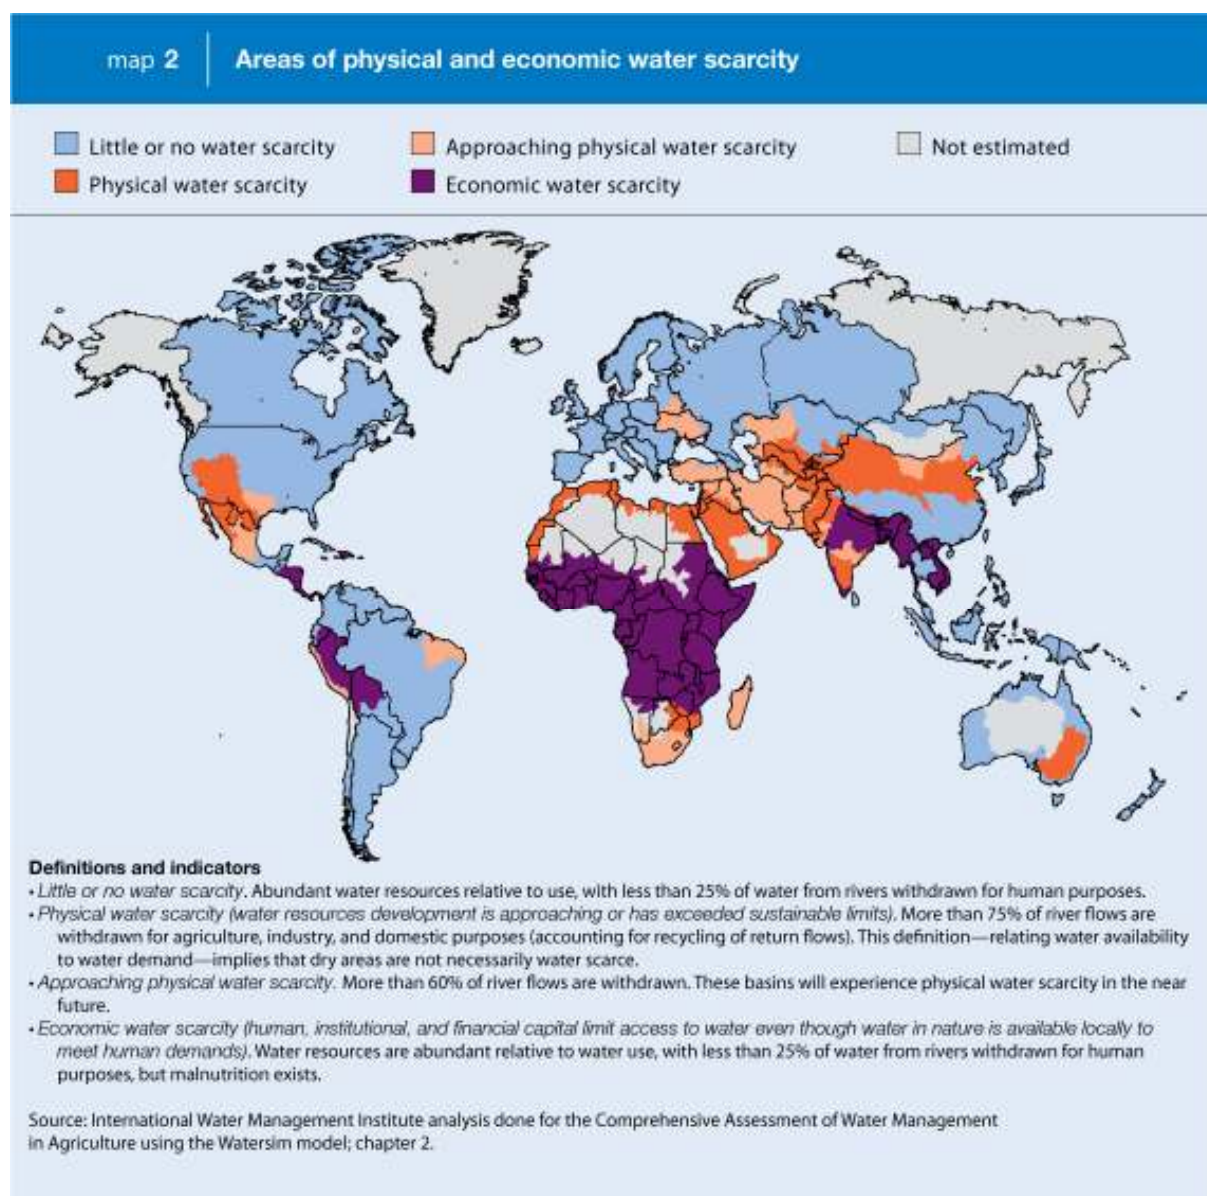 map 2 Areas of physical and economic water scarcity
Little or no water scarcity
Approaching physical water scarcity
Not estimated
Physical water scarcity
Economic water scarcity
Definitions and indicators
• Little or no water scarcity. Abundant water resources relative to use, with less than 25% of water from rivers withdrawn for human purposes.
• Physical water scarcity (water resources development is approaching or has exceeded sustainable limits). More than 75% of river flows are
withdrawn for agriculture, industry, and domestic purposes (accounting for recycling of return flows). This definition—relating water availability
to water demand—implies that dry areas are not necessarily water scarce.
• Approaching physical water scarcity. More than 60% of river flows are withdrawn. These basins will experience physical water scarcity in the near
future.
• Economic water scarcity (human, institutional, and financial capital limit access to water even though water in nature is available locally to
meet human demands). Water resources are abundant relative to water use, with less than 25% of water from rivers withdrawn for human
purposes, but malnutrition exists.
Source: International Water Management Institute analysis done for the Comprehensive Assessment of Water Management
in Agriculture using the Watersim model; chapter 2.